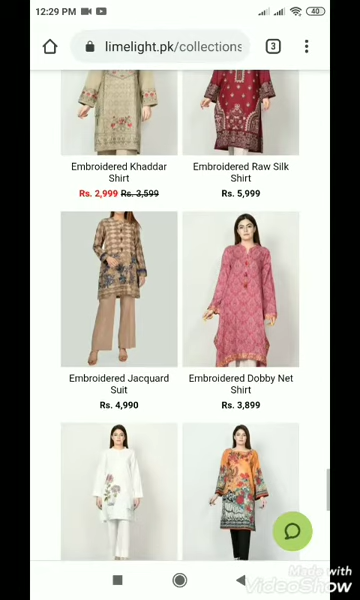 12:29 PM
40
limelight.pk/collections
3
Embroidered Khaddar
Shirt
Rs. 2,999 Rs. 3,599
Embroidered Raw Silk
Shirt
Rs. 5,999
Embroidered Jacquard
Suit
Rs. 4,990
Embroidered Dobby Net
Shirt
Rs. 3,899
Made with
VideoShow